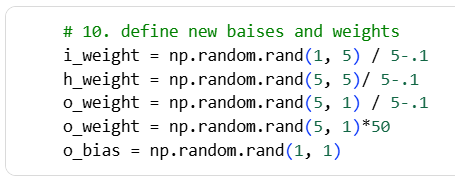 # 10. define new baises and weights
i_weight = np.random.rand(1, 5) / 5-.1
h_weight = np.random.rand(5, 5)/ 5-.1
o_weight = np.random.rand(5, 1) / 5-.1
o_weight = np.random.rand(5, 1)*50
o_bias = np.random.rand(1, 1)